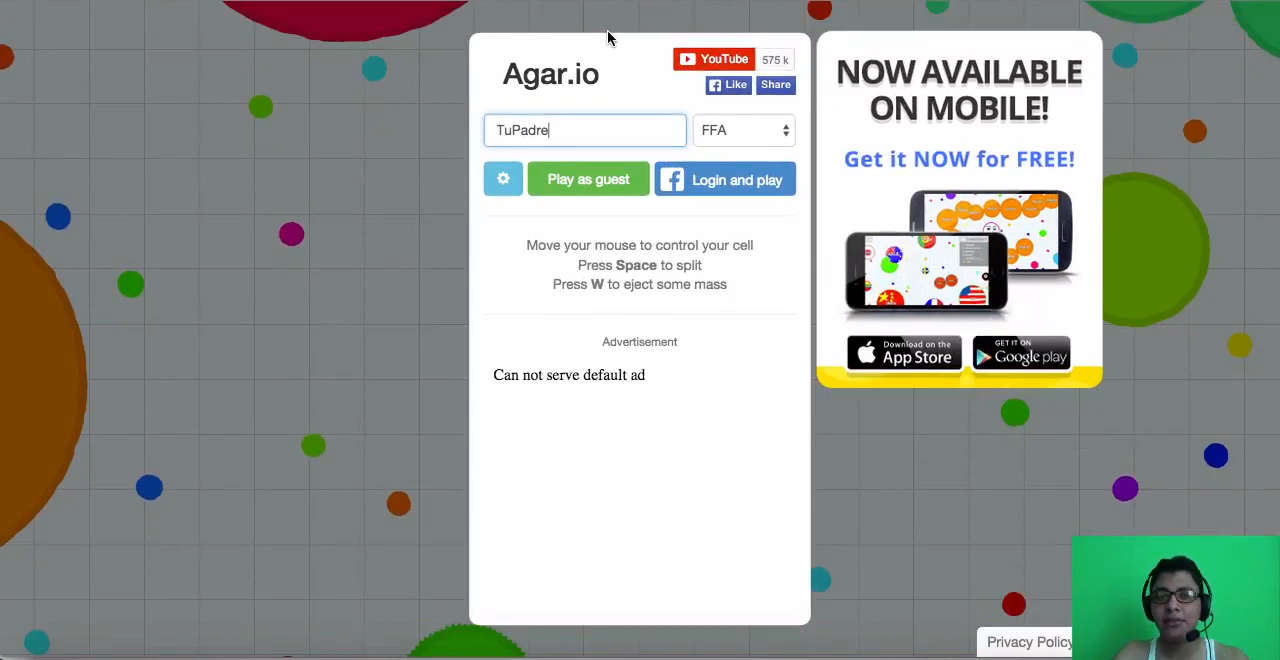 Agar.io
YouTube 575 k
Like Share
TuPadre
FFA
Play as guest
Login and play
Move your mouse to control your cell
Press Space to split
Press W to eject some mass
Advertisement
Can not serve default ad
NOW AVAILABLE
ON MOBILE!
Get it NOW for FREE!
Download on the
App Store
GET IT ON
Google play
Privacy Policy